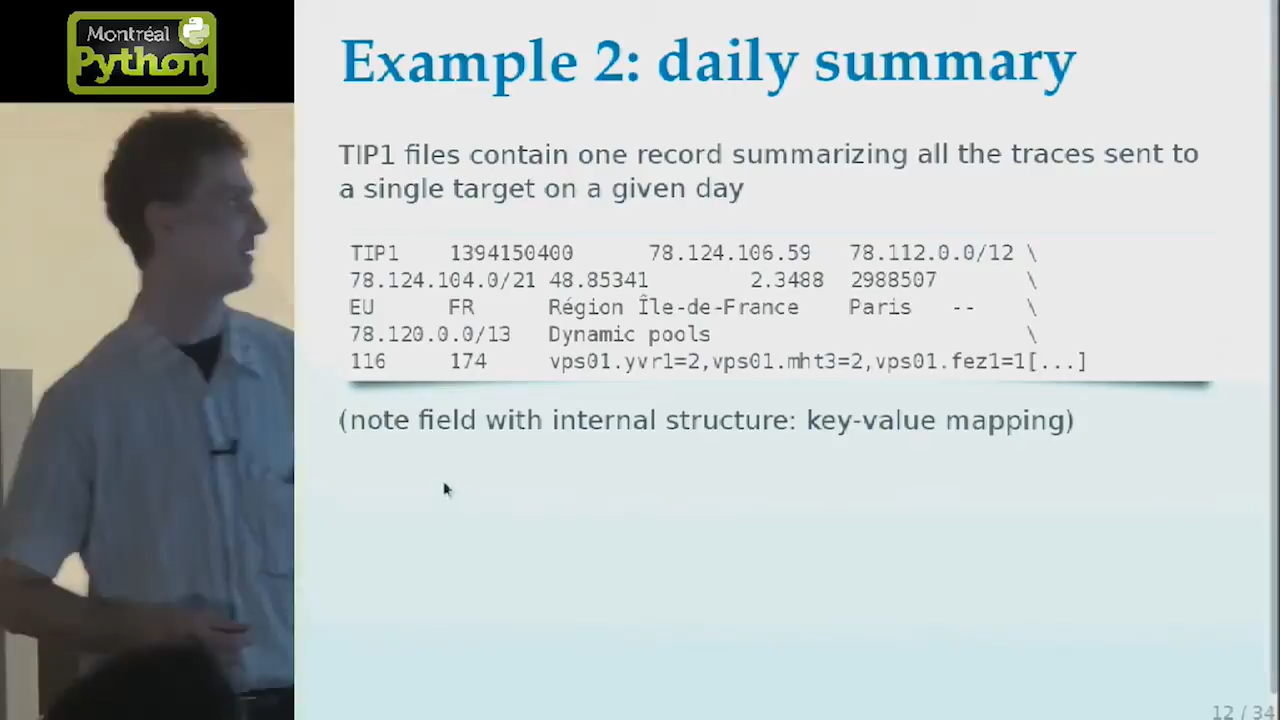 Montréal
Python
Example 2: daily summary
TIP1 files contain one record summarizing all the traces sent to
a single target on a given day
TIP1 1394150400 78.124.106.59 78.112.0.0/12 \
78.124.104.0/21 48.85341 2.3488 2988507 \
EU FR Région Île-de-France Paris -- \
78.120.0.0/13 Dynamic pools \
116 174 vps01.yvr1=2,vps01.mht3=2,vps01.fez1=1[...]
(note field with internal structure: key-value mapping)
12 / 34